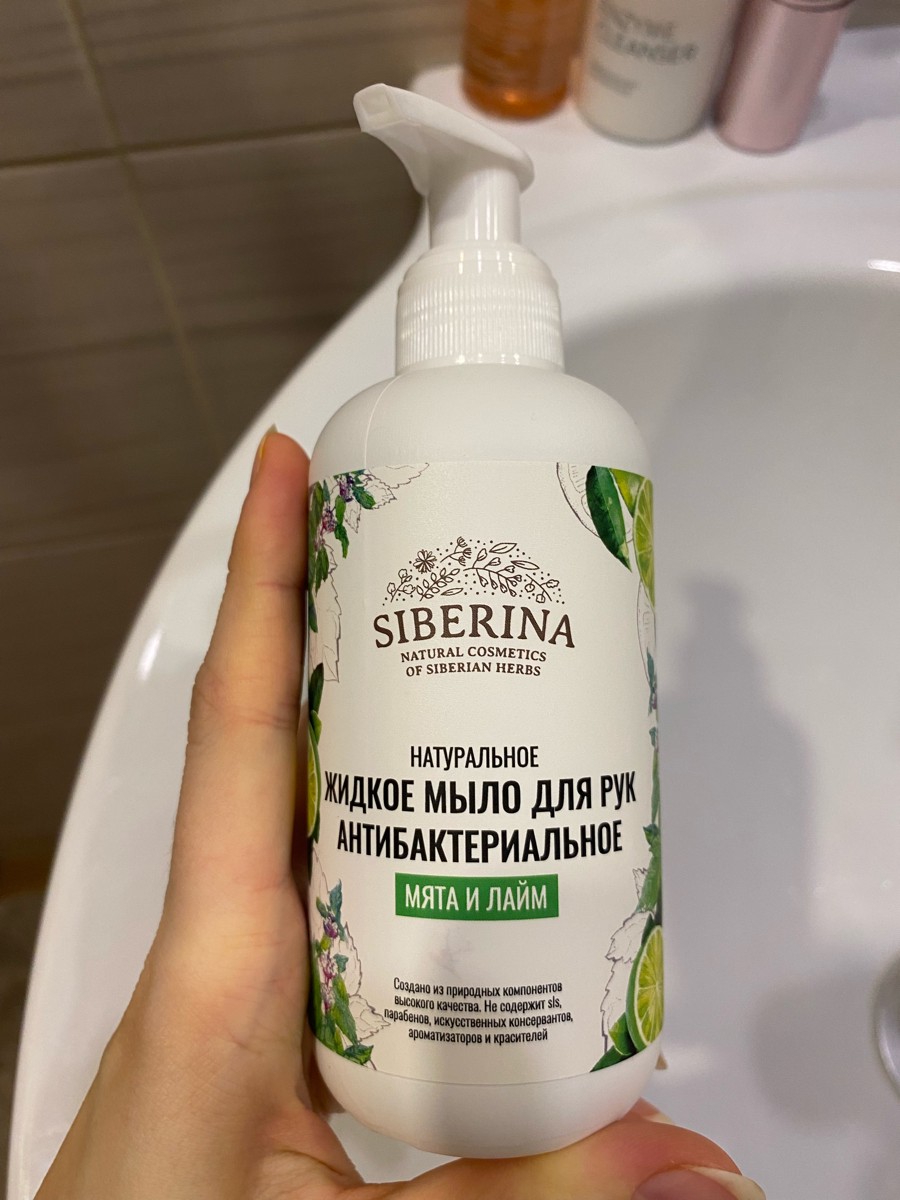 CLEANSER
SIBERINA
NATURAL COSMETICS
OF SIBERIAN HERBS
НАТУРАЛЬНОЕ
ЖИДКОЕ МЫЛО ДЛЯ РУК
АНТИБАКТЕРИАЛЬНОЕ
МЯТА И ЛАЙМ
Создано из природных компонентов
высокого качества. Не содержит sls,
парабенов, искусственных консервантов,
ароматизаторов и красителей